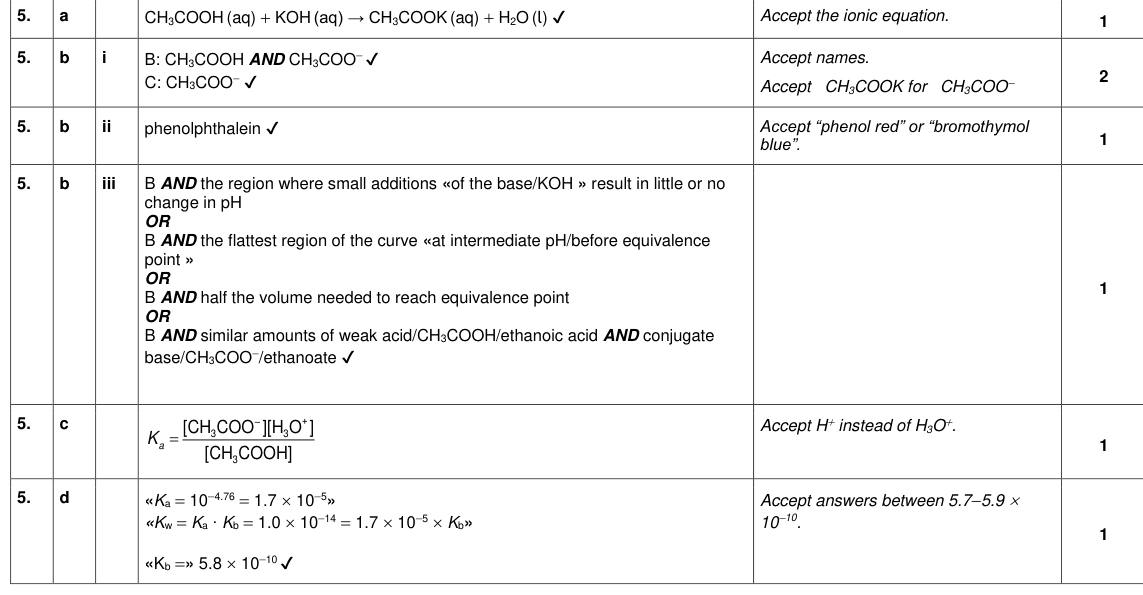 5. a CH₃COOH (aq) + KOH (aq) → CH₃COOK (aq) + H₂O (l) ✔ Accept the ionic equation. 1
5. b i B: CH₃COOH AND CH₃COO⁻ ✔ Accept names.
C: CH₃COO⁻ ✔ Accept CH₃COOK for CH₃COO⁻ 2
5. b ii phenolphthalein ✔ Accept “phenol red” or “bromothymol
blue”. 1
5. b iii B AND the region where small additions «of the base/KOH » result in little or no
change in pH
OR
B AND the flattest region of the curve «at intermediate pH/before equivalence
point »
OR
B AND half the volume needed to reach equivalence point 1
OR
B AND similar amounts of weak acid/CH₃COOH/ethanoic acid AND conjugate
base/CH₃COO⁻/ethanoate ✔
5. c Kₐ = [CH₃COO⁻][H₃O⁺] / [CH₃COOH] Accept H⁺ instead of H₃O⁺. 1
5. d «Kₐ = 10⁻⁴·⁷⁶ = 1.7 × 10⁻⁵» Accept answers between 5.7–5.9 ×
«Kw = Kₐ · Kb = 1.0 × 10⁻¹⁴ = 1.7 × 10⁻⁵ × Kb» 10⁻¹⁰. 1
«Kb =» 5.8 × 10⁻¹⁰ ✔